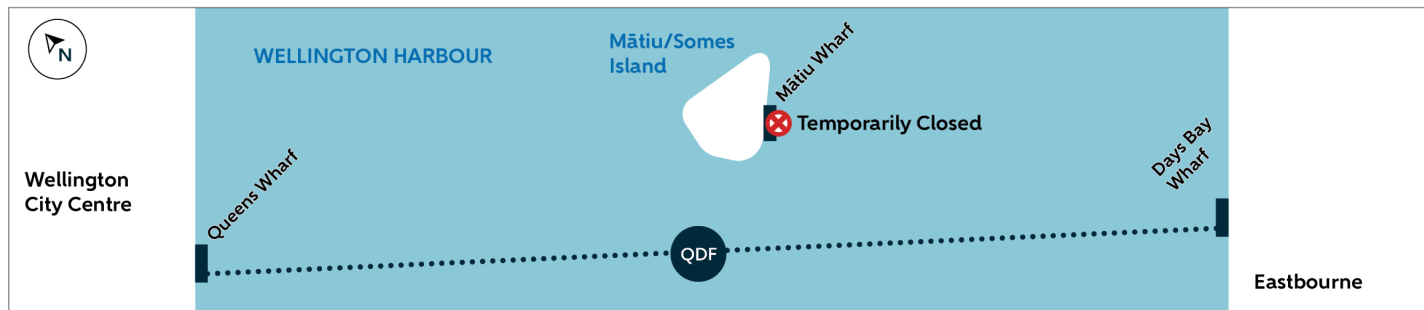 N
WELLINGTON HARBOUR
Mātiu/Somes
Island
Mātiu Wharf
Temporarily Closed
Days Bay
Wharf
Wellington
City Centre
Queens Wharf
QDF
Eastbourne